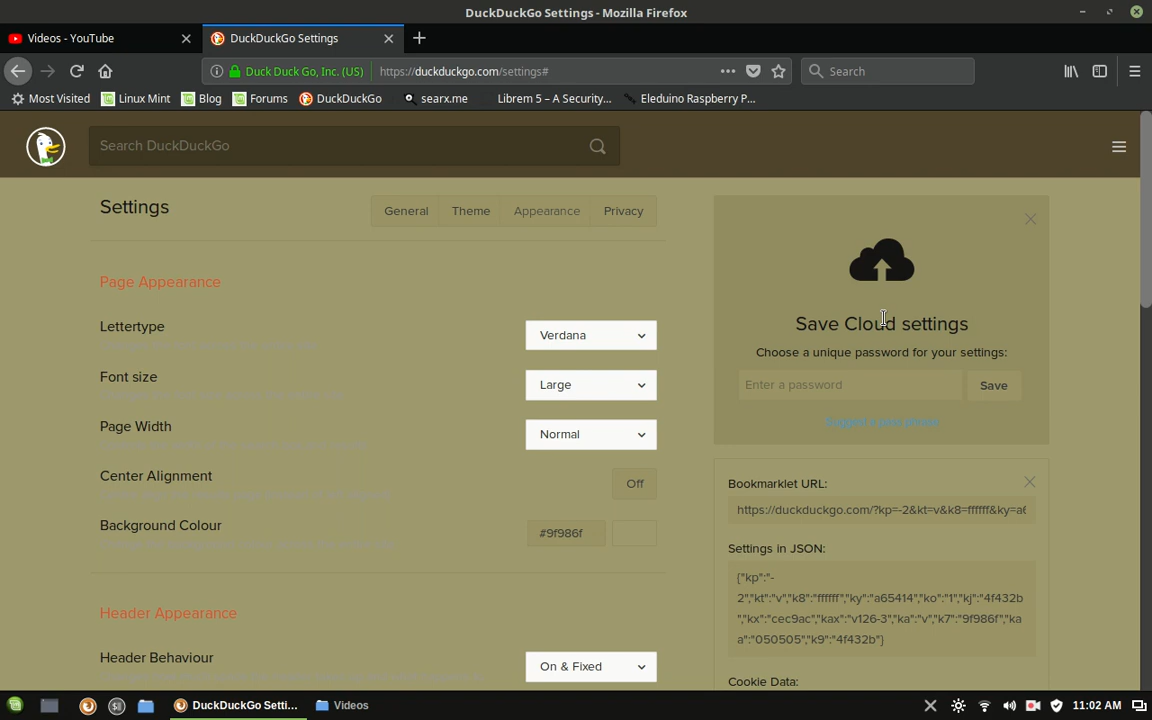 DuckDuckGo Settings - Mozilla Firefox
Videos - YouTube
DuckDuckGo Settings
Duck Duck Go, Inc. (US)
https://duckduckgo.com/settings#
Search
Most Visited
Linux Mint
Blog
Forums
DuckDuckGo
searx.me
Librem 5 – A Security...
Eleduino Raspberry P...
Search DuckDuckGo
Settings
General
Theme
Appearance
Privacy
Page Appearance
Lettertype
Verdana
Font size
Large
Page Width
Normal
Center Alignment
Off
Background Colour
#9f986f
Header Appearance
Header Behaviour
On & Fixed
Save Cloud settings
Choose a unique password for your settings:
Enter a password
Save
Suggest a pass phrase
Bookmarklet URL:
https://duckduckgo.com/?kp=-2&kt=v&k8=ffffff&ky=a6
Settings in JSON:
{"kp":"-
2","kt":"v","k8":"ffffff","ky":"a65414","ko":"1","kj":"4f432b
","kx":"cec9ac","kax":"v126-3","ka":"v","k7":"9f986f","ka
a":"050505","k9":"4f432b"}
Cookie Data:
DuckDuckGo Setti...
Videos
11:02 AM